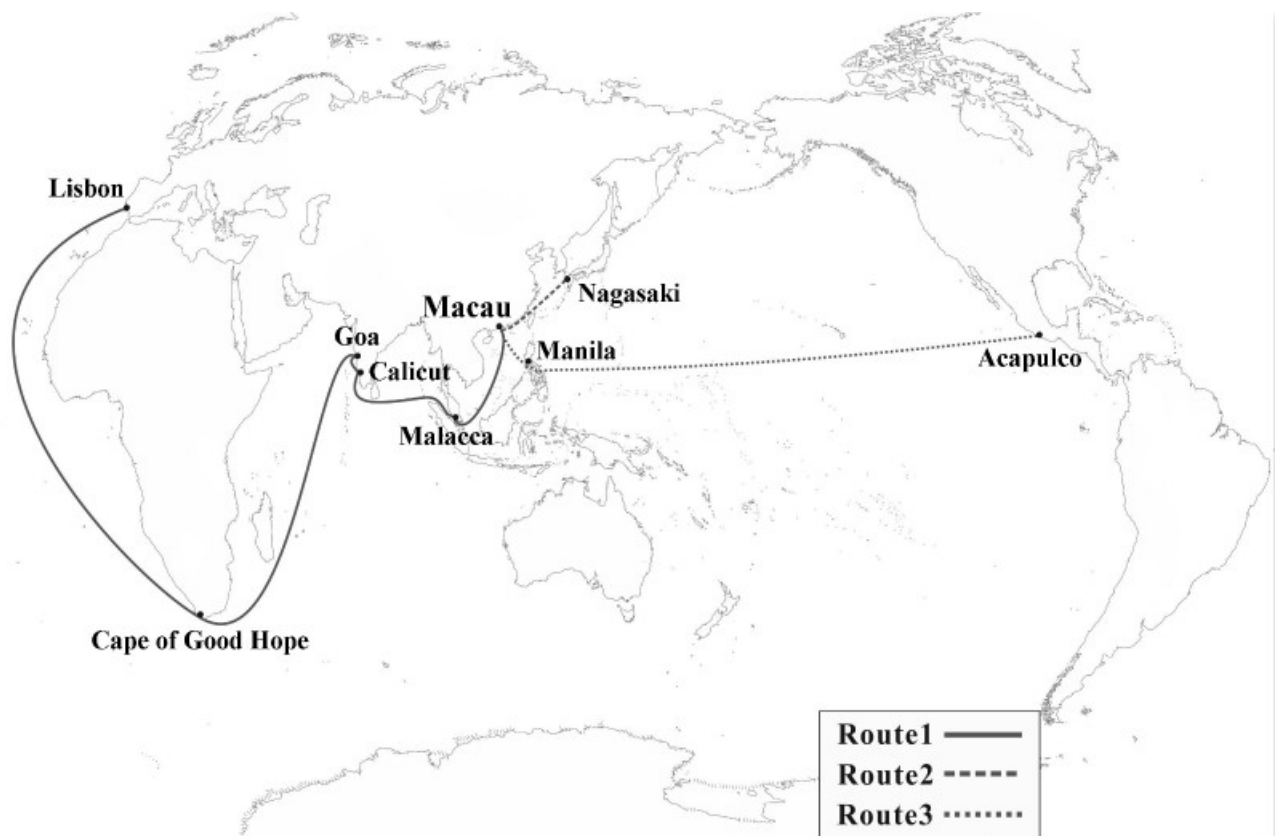 Lisbon
Nagasaki
Macau
Goa
Manila
Calicut
Acapulco
Malacca
Cape of Good Hope
Route1
Route2
Route3